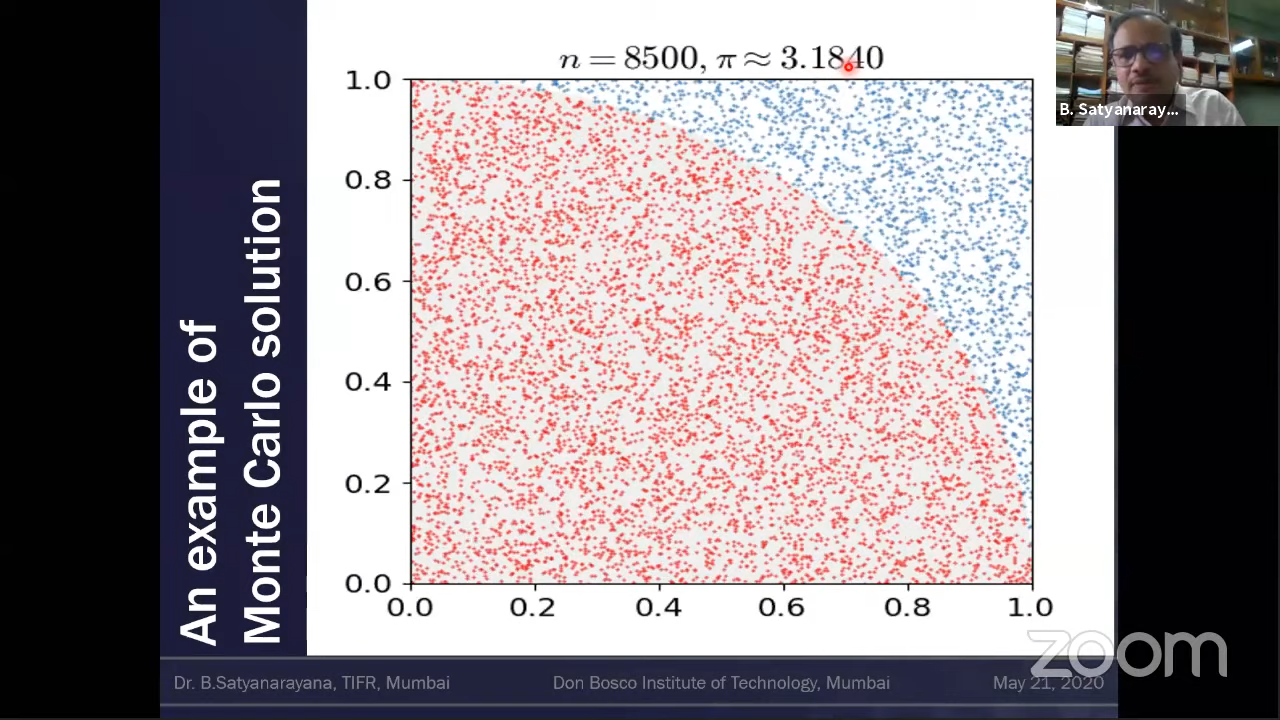 An example of
Monte Carlo solution
n = 8500, π ≈ 3.1840
1.0
0.8
0.6
0.4
0.2
0.0
0.0 0.2 0.4 0.6 0.8 1.0
B. Satyanaray...
zoom
Dr. B.Satyanarayana, TIFR, Mumbai
Don Bosco Institute of Technology, Mumbai
May 21, 2020